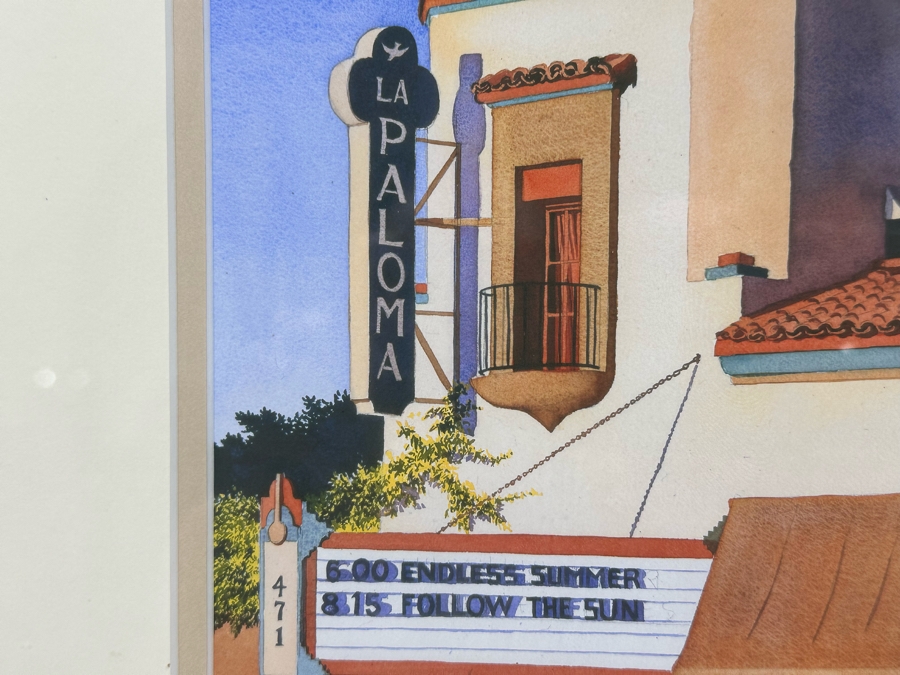 LA
PALOMA
6 00 ENDLESS SUMMER
8 15 FOLLOW THE SUN
471